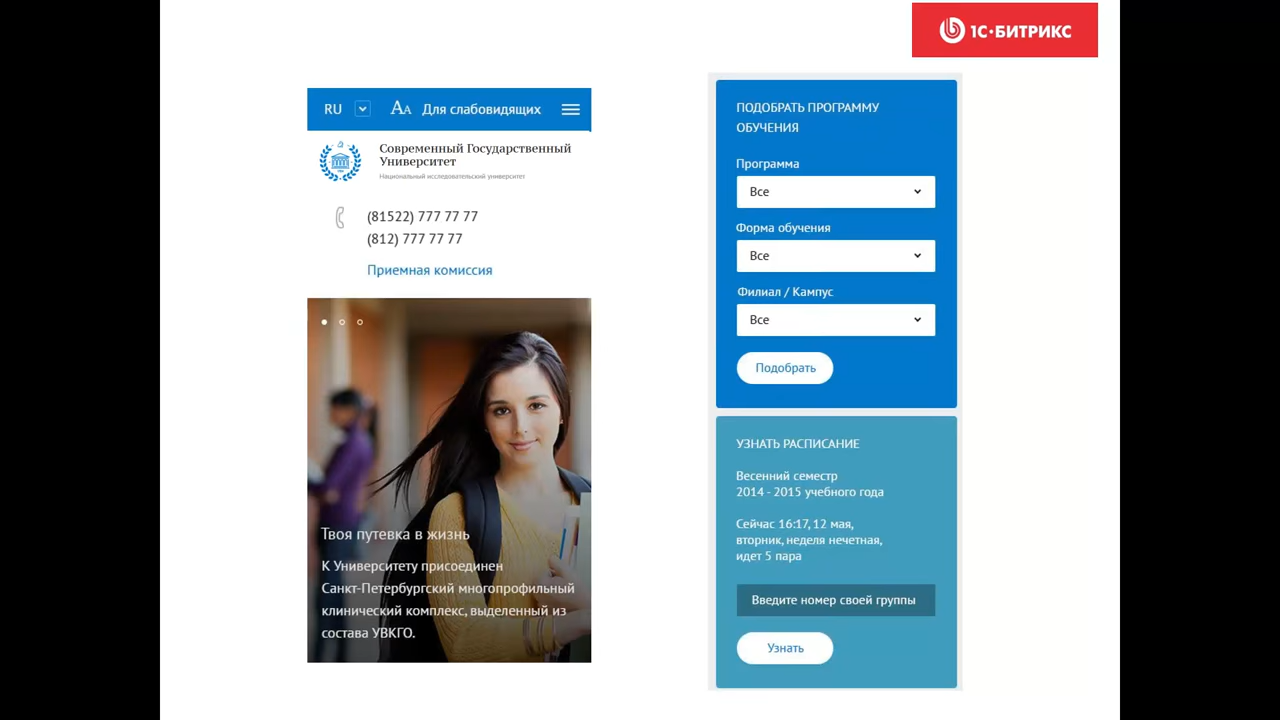 1С·БИТРИКС
RU
АА Для слабовидящих
Современный Государственный
Университет
Национальный исследовательский университет
(81522) 777 77 77
(812) 777 77 77
Приемная комиссия
Твоя путевка в жизнь
К Университету присоединен
Санкт-Петербургский многопрофильный
клинический комплекс, выделенный из
состава УВКГО.
ПОДОБРАТЬ ПРОГРАММУ
ОБУЧЕНИЯ
Программа
Все
Форма обучения
Все
Филиал / Кампус
Все
Подобрать
УЗНАТЬ РАСПИСАНИЕ
Весенний семестр
2014 - 2015 учебного года
Сейчас 16:17, 12 мая,
вторник, неделя нечетная,
идет 5 пара
Введите номер своей группы
Узнать